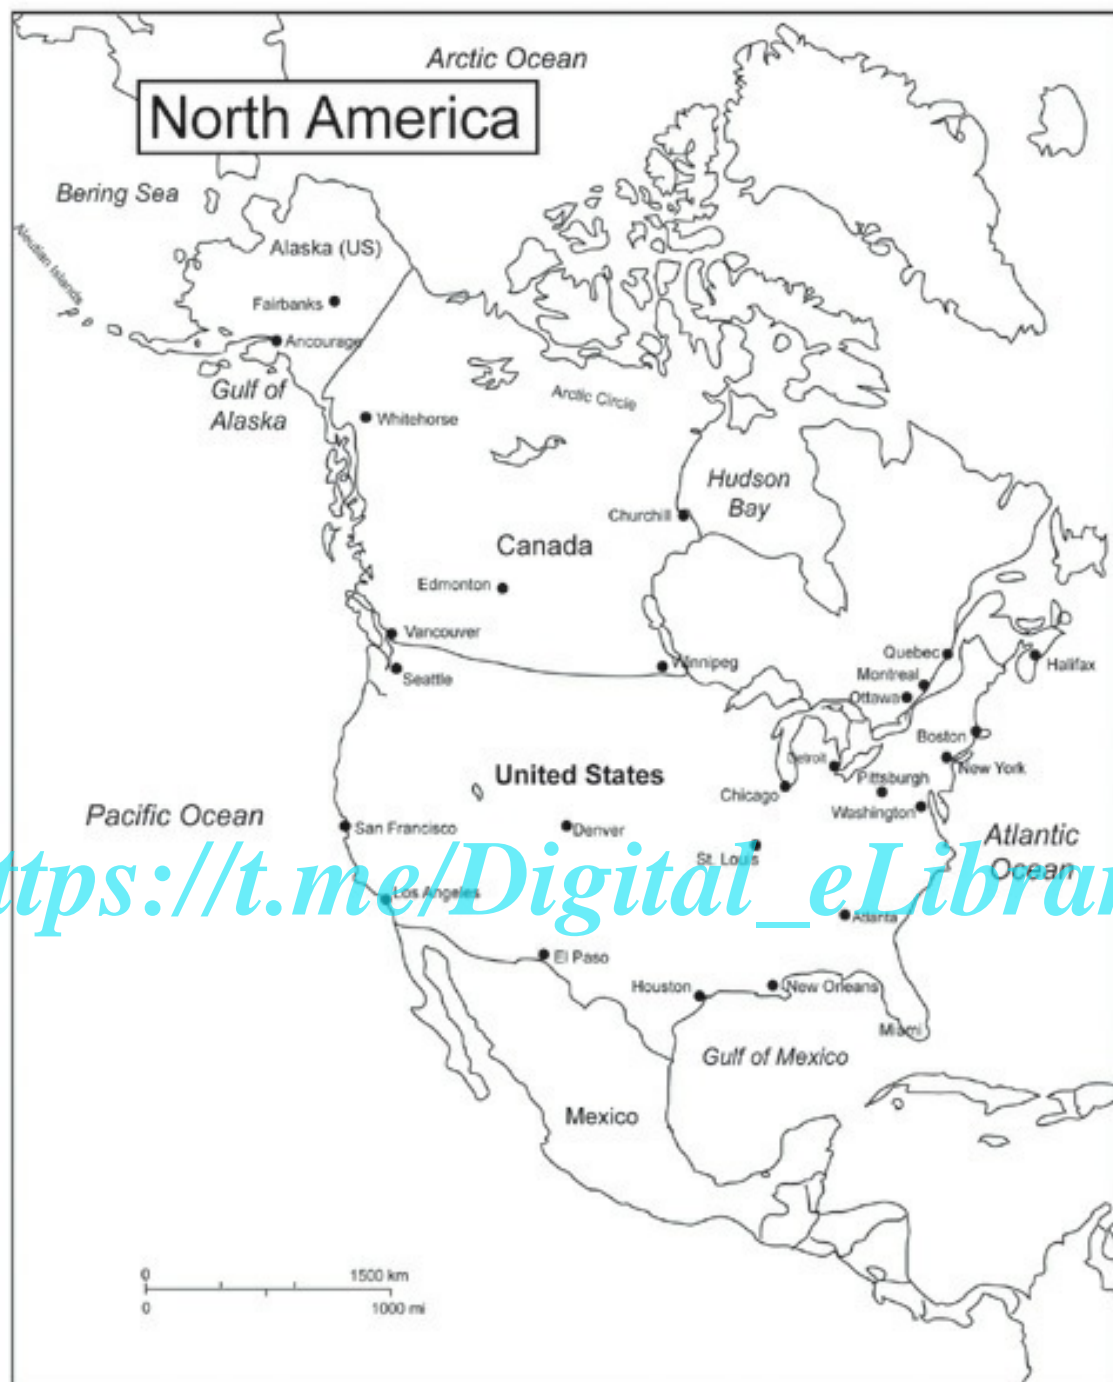 Arctic Ocean
North America
Bering Sea
Aleutian Islands
Alaska (US)
Fairbanks
Ancourage
Gulf of
Alaska
Arctic Circle
Whitehorse
Hudson
Bay
Churchill
Canada
Edmonton
Vancouver
Winnipeg
Quebec
Halifax
Seattle
Montreal
Ottawa
Boston
Detroit
New York
United States
Pittsburgh
Chicago
Washington
Pacific Ocean
San Francisco
Denver
Atlantic
Ocean
St. Louis
ttps://t.me/Digital_eLibrar
Los Angeles
Atlanta
El Paso
Houston
New Orleans
Miami
Gulf of Mexico
Mexico
0 1500 km
0 1000 mi